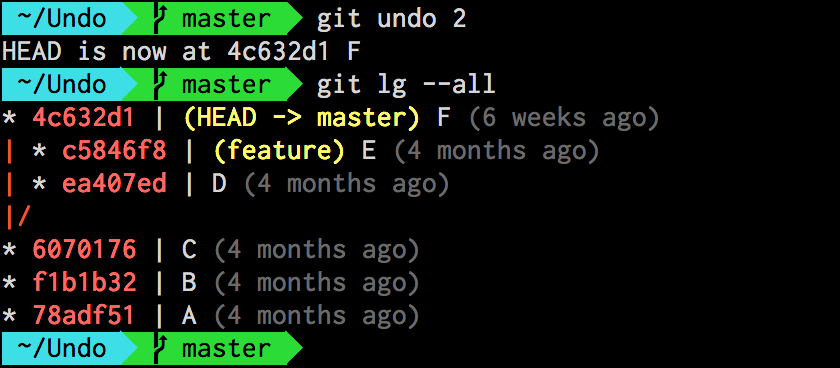 ~/Undo master git undo 2
HEAD is now at 4c632d1 F
~/Undo master git lg --all
* 4c632d1 | (HEAD -> master) F (6 weeks ago)
| * c5846f8 | (feature) E (4 months ago)
| * ea407ed | D (4 months ago)
|/
* 6070176 | C (4 months ago)
* f1b1b32 | B (4 months ago)
* 78adf51 | A (4 months ago)
~/Undo master